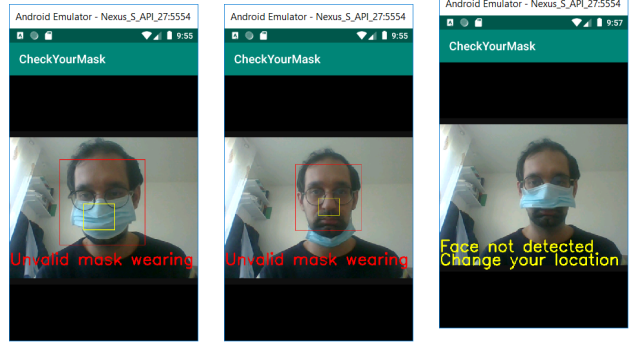 Android Emulator - Nexus_S_API_27:5554
9:55
CheckYourMask
Unvalid mask wearing
Android Emulator - Nexus_S_API_27:5554
9:55
CheckYourMask
Unvalid mask wearing
Android Emulator - Nexus_S_API_27:5554
9:57
CheckYourMask
Face not detected.
Change your location